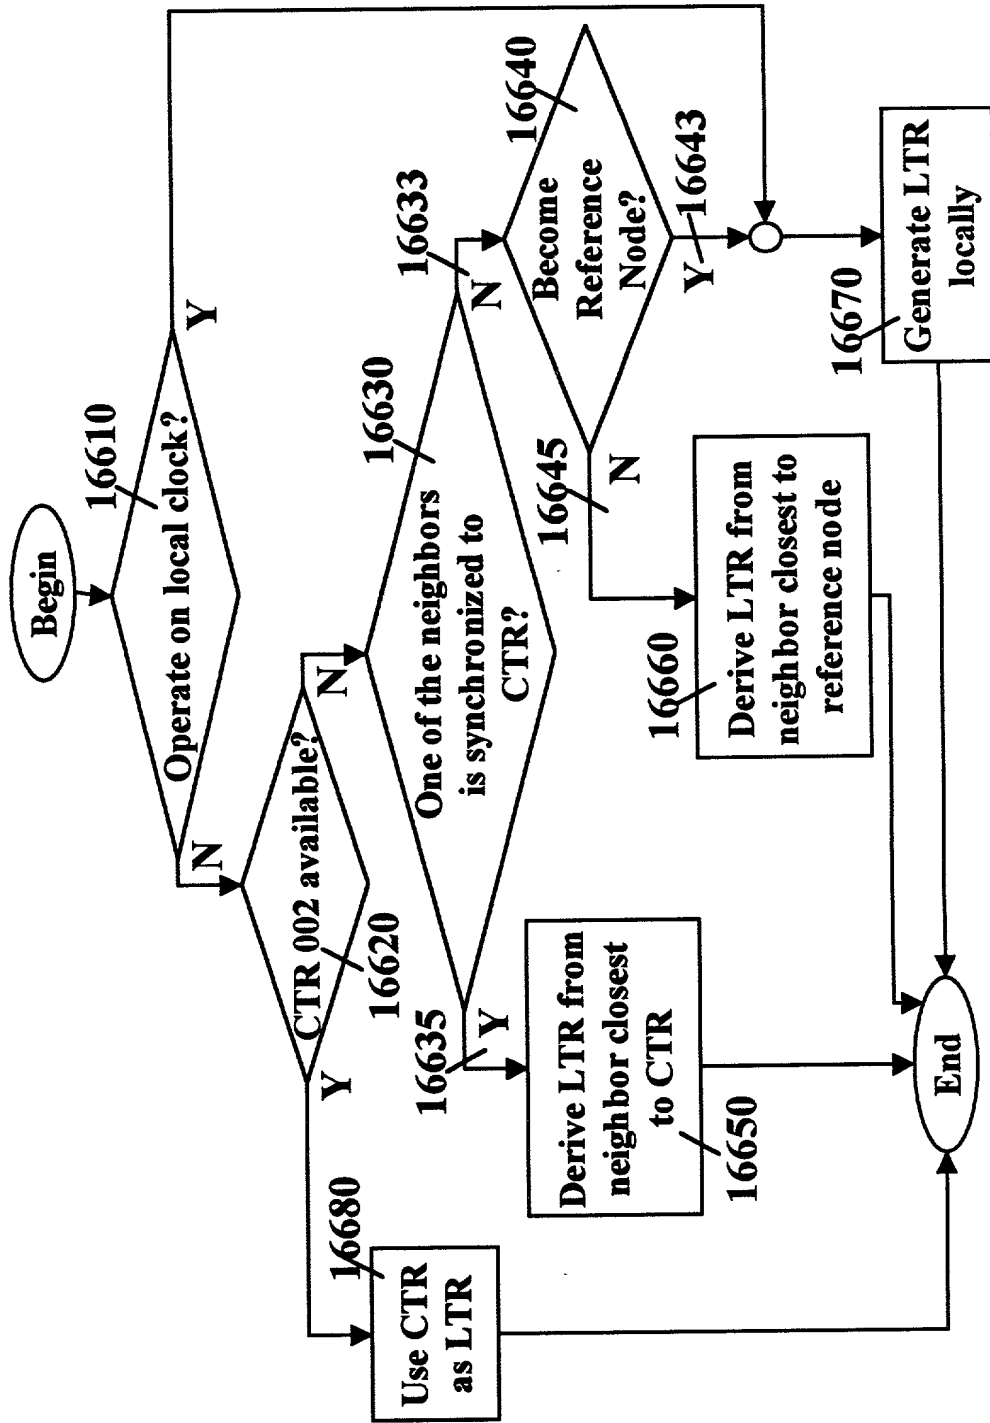 Begin
16610
Operate on local clock?
Y
N
CTR 002 available?
16620
Y
N
16630
One of the neighbors
is synchronized to
CTR?
16633
N
16635
Y
16640
Become
Reference
Node?
16643
Y
16645
N
16680
Use CTR
as LTR
Derive LTR from
neighbor closest
to CTR
16650
16660
Derive LTR from
neighbor closest to
reference node
16670
Generate LTR
locally
End